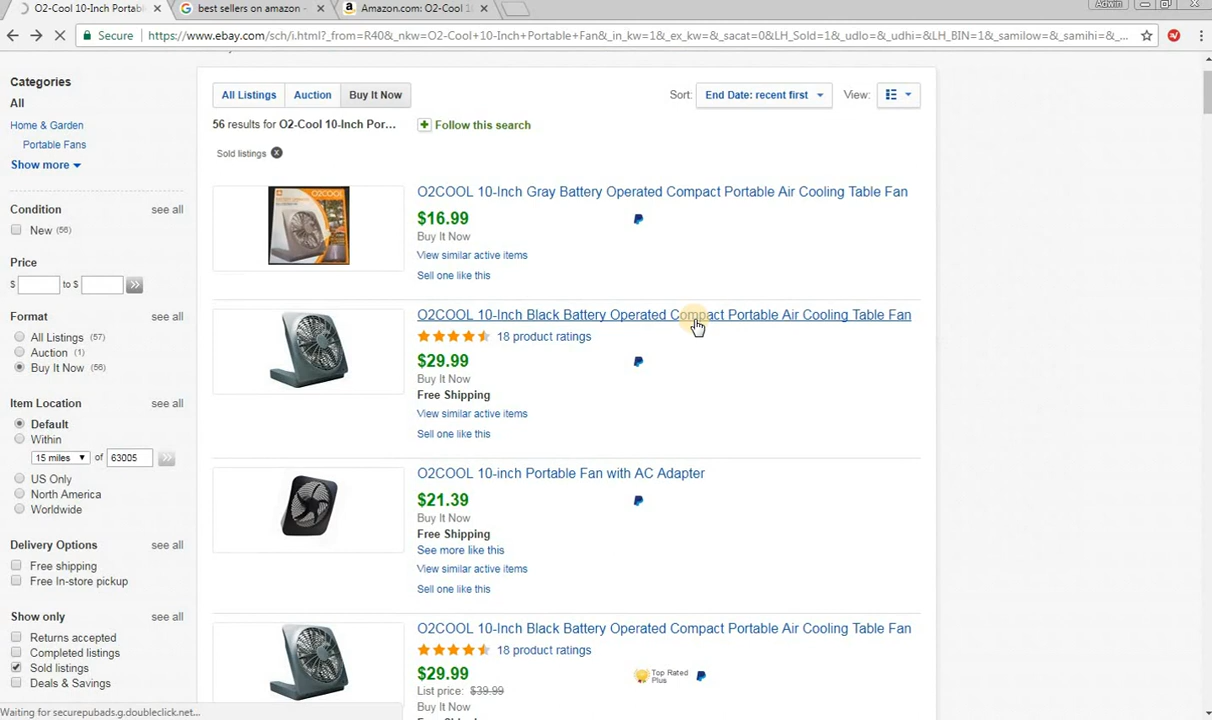 O2-Cool 10-Inch Portabl
best sellers on amazon -
Amazon.com: O2-Cool 1
Admin
Secure
https://www.ebay.com/sch/i.html?_from=R40&_nkw=O2-Cool+10-Inch+Portable+Fan&_in_kw=1&_ex_kw=&_sacat=0&LH_Sold=1&_udlo=&_udhi=&LH_BIN=1&_samilow=&_samihi=&_...
Categories
All
Home & Garden
Portable Fans
Show more
Condition see all
New (56)
Price
$ to $
Format see all
All Listings (57)
Auction (1)
Buy It Now (56)
Item Location see all
Default
Within
15 miles of 63005
US Only
North America
Worldwide
Delivery Options see all
Free shipping
Free In-store pickup
Show only see all
Returns accepted
Completed listings
Sold listings
Deals & Savings
Waiting for securepubads.g.doubleclick.net...
All Listings Auction Buy It Now
Sort: End Date: recent first View:
56 results for O2-Cool 10-Inch Por... Follow this search
Sold listings
O2COOL 10-Inch Gray Battery Operated Compact Portable Air Cooling Table Fan
$16.99
Buy It Now
View similar active items
Sell one like this
O2COOL 10-Inch Black Battery Operated Compact Portable Air Cooling Table Fan
18 product ratings
$29.99
Buy It Now
Free Shipping
View similar active items
Sell one like this
O2COOL 10-inch Portable Fan with AC Adapter
$21.39
Buy It Now
Free Shipping
See more like this
View similar active items
Sell one like this
O2COOL 10-Inch Black Battery Operated Compact Portable Air Cooling Table Fan
18 product ratings
$29.99
Top Rated
Plus
List price: $39.99
Buy It Now